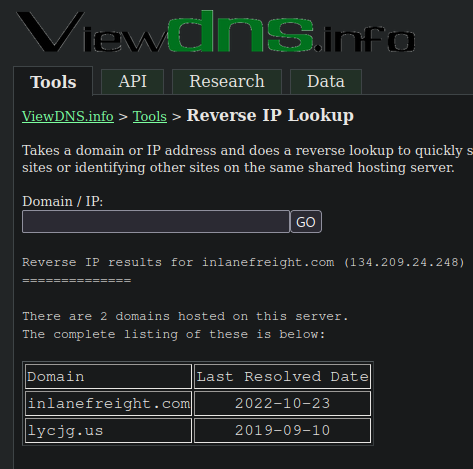 Viewdns.info
Tools API Research Data
ViewDNS.info > Tools > Reverse IP Lookup
Takes a domain or IP address and does a reverse lookup to quickly s
sites or identifying other sites on the same shared hosting server.
Domain / IP:
GO
Reverse IP results for inlanefreight.com (134.209.24.248)
==============
There are 2 domains hosted on this server.
The complete listing of these is below:
Domain Last Resolved Date
inlanefreight.com 2022-10-23
lycjg.us 2019-09-10